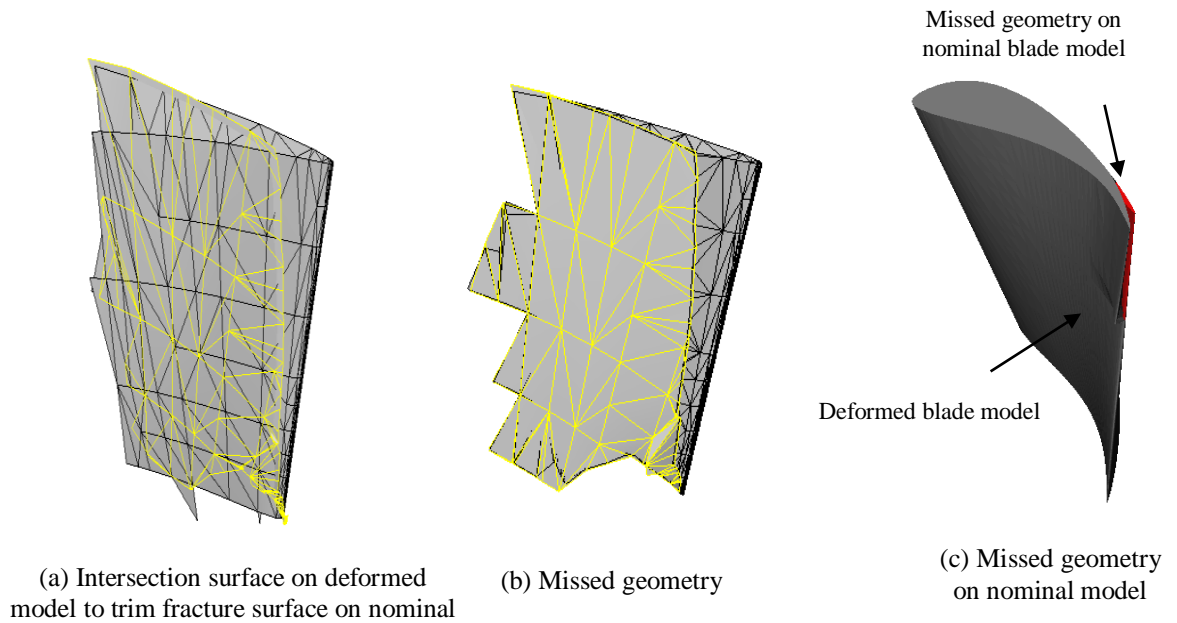 Missed geometry on
nominal blade model
Deformed blade model
(a) Intersection surface on deformed
model to trim fracture surface on nominal
(b) Missed geometry
(c) Missed geometry
on nominal model